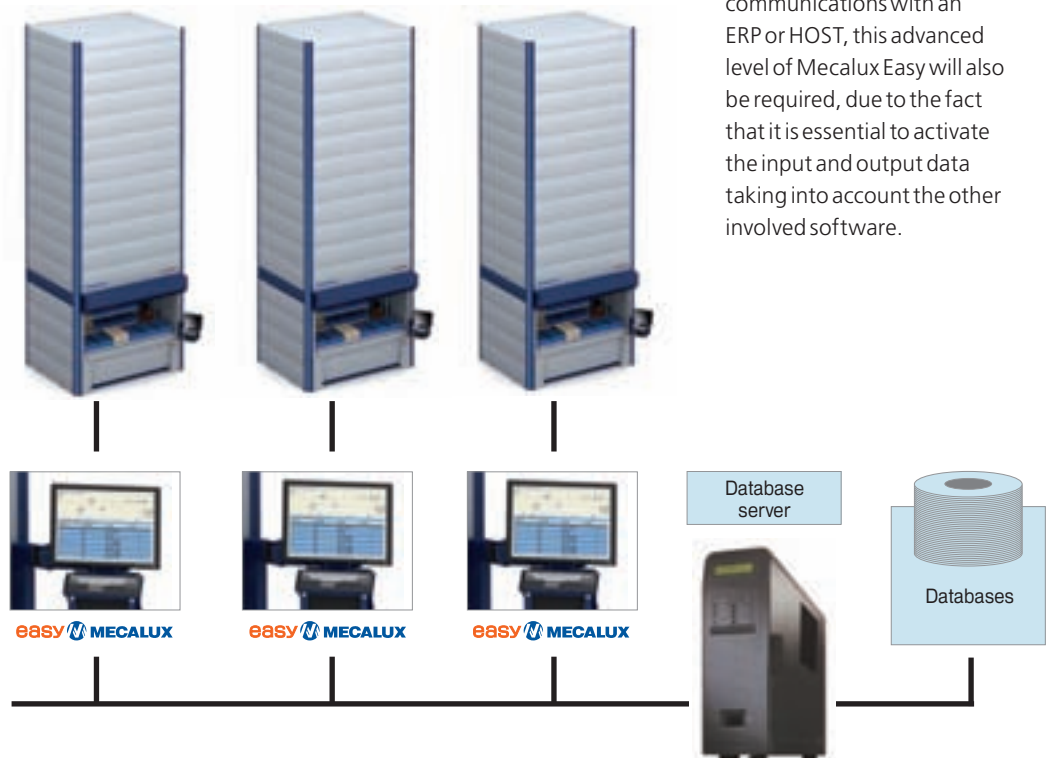 communications with an
ERP or HOST, this advanced
level of Mecalux Easy will also
be required, due to the fact
that it is essential to activate
the input and output data
taking into account the other
involved software.
Database
server
Databases
easy MECALUX
easy MECALUX
easy MECALUX